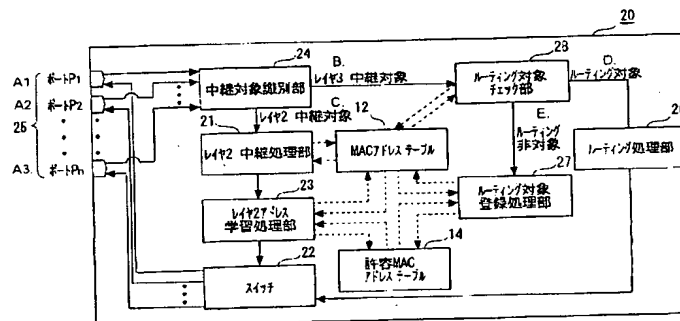 20
24
B.
レイヤ3 中継対象
28
D.
ルーティング対象
A1
ポートP1
中継対象識別部
ルーティング対象
チェック部
A2
ポートP2
25
C.
レイヤ2 中継対象
12
E.
ルーティング
非対象
21
レイヤ2 中継処理部
MACアドレス テーブル
ルーティング処理部
A3.
ポートPn
27
ルーティング対象
登録処理部
23
レイヤ2アドレス
学習処理部
14
許容MAC
アドレス テーブル
22
スイッチ